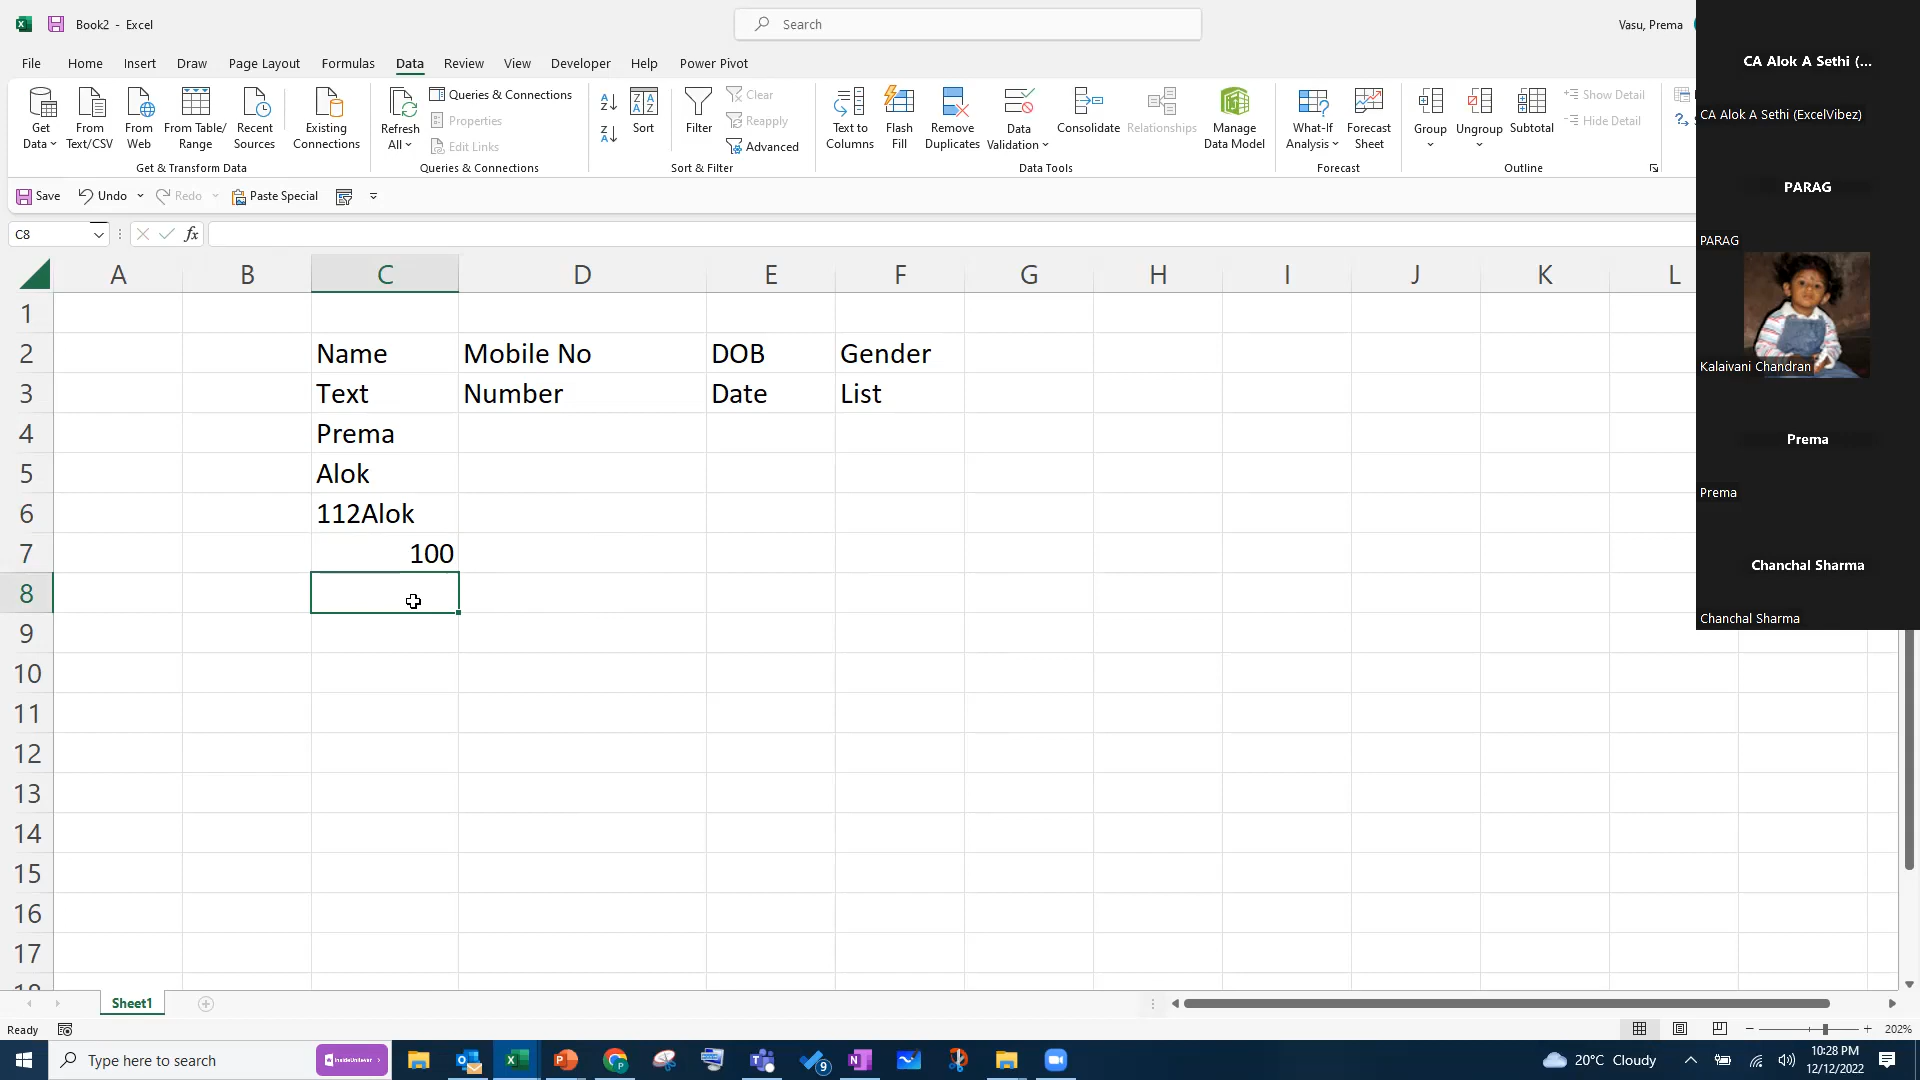 Book2 - Excel
Search
Vasu, Prema
File Home Insert Draw Page Layout Formulas Data Review View Developer Help Power Pivot
Get Data
From Text/CSV
From Web
From Table/ Range
Recent Sources
Existing Connections
Get & Transform Data
Refresh All
Queries & Connections
Properties
Edit Links
Queries & Connections
Sort
Filter
Clear
Reapply
Advanced
Sort & Filter
Text to Columns
Flash Fill
Remove Duplicates
Data Validation
Consolidate
Relationships
Manage Data Model
Data Tools
What-If Analysis
Forecast Sheet
Forecast
Group
Ungroup
Subtotal
Show Detail
Hide Detail
Outline
Save Undo Redo Paste Special
C8
fx
A B C D E F G H I J K L
1
2 Name Mobile No DOB Gender
3 Text Number Date List
4 Prema
5 Alok
6 112Alok
7 100
8
9
10
11
12
13
14
15
16
17
18
Sheet1
Ready
202%
CA Alok A Sethi (...
CA Alok A Sethi (ExcelVibez)
PARAG
PARAG
Kalaivani Chandran
Prema
Prema
Chanchal Sharma
Chanchal Sharma
Type here to search
InsideUnilever
9
20°C Cloudy
10:28 PM
12/12/2022